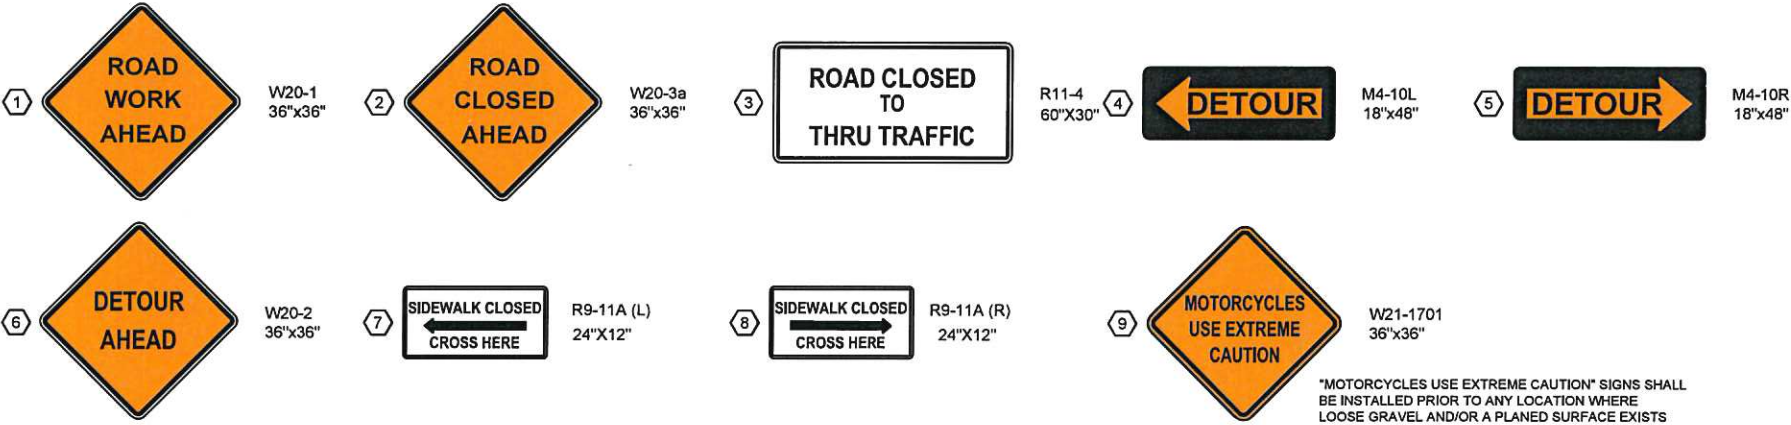 1
ROAD
WORK
AHEAD
W20-1
36"x36"
2
ROAD
CLOSED
AHEAD
W20-3a
36"x36"
3
ROAD CLOSED
TO
THRU TRAFFIC
R11-4
60"X30"
4
DETOUR
M4-10L
18"x48"
5
DETOUR
M4-10R
18"x48"
6
DETOUR
AHEAD
W20-2
36"x36"
7
SIDEWALK CLOSED
CROSS HERE
R9-11A (L)
24"X12"
8
SIDEWALK CLOSED
CROSS HERE
R9-11A (R)
24"X12"
9
MOTORCYCLES
USE EXTREME
CAUTION
W21-1701
36"x36"
"MOTORCYCLES USE EXTREME CAUTION" SIGNS SHALL
BE INSTALLED PRIOR TO ANY LOCATION WHERE
LOOSE GRAVEL AND/OR A PLANED SURFACE EXISTS